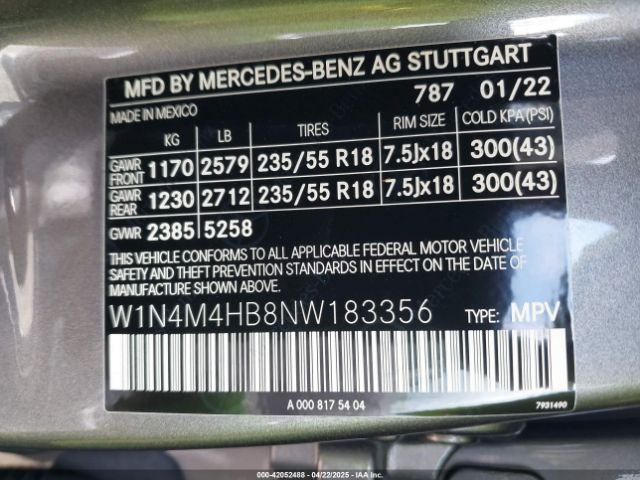 MFD BY MERCEDES-BENZ AG STUTTGART
787 01/22
MADE IN MEXICO
KG LB TIRES RIM SIZE COLD KPA(PSI)
GAWR FRONT 1170 2579 235/55 R18 7.5Jx18 300(43)
GAWR REAR 1230 2712 235/55 R18 7.5Jx18 300(43)
GVWR 2385 5258
THIS VEHICLE CONFORMS TO ALL APPLICABLE FEDERAL MOTOR VEHICLE
SAFETY AND THEFT PREVENTION STANDARDS IN EFFECT ON THE DATE OF
MANUFACTURE SHOWN ABOVE.
W1N4M4HB8NW183356 TYPE: MPV
A 000 817 54 04
7931490
000-42052488 - 04/22/2025 - IAAI.COM